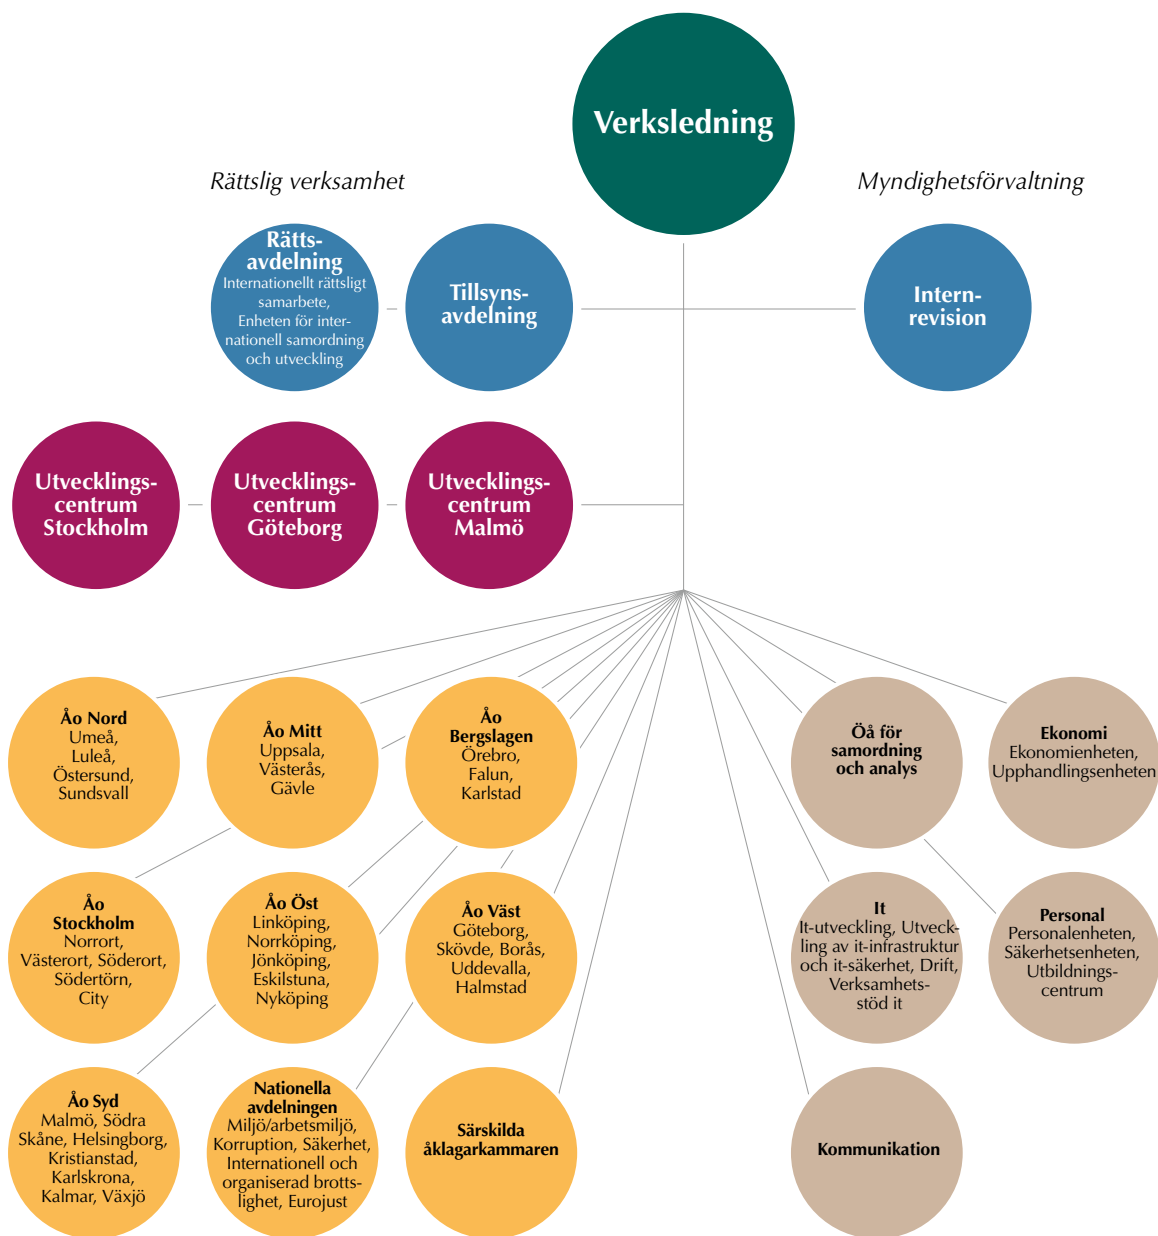 Verksledning
Rättslig verksamhet
Myndighetsförvaltning
Rätts-
avdelning
Internationellt rättsligt
samarbete,
Enheten för inter-
nationell samordning
och utveckling
Tillsyns-
avdelning
Intern-
revision
Utvecklings-
centrum
Stockholm
Utvecklings-
centrum
Göteborg
Utvecklings-
centrum
Malmö
Åo Nord
Umeå,
Luleå,
Östersund,
Sundsvall
Åo Mitt
Uppsala,
Västerås,
Gävle
Åo
Bergslagen
Örebro,
Falun,
Karlstad
Öå för
samordning
och analys
Ekonomi
Ekonomienheten,
Upphandlingsenheten
Åo
Stockholm
Norrort,
Västerort, Söderort,
Södertörn,
City
Åo Öst
Linköping,
Norrköping,
Jönköping,
Eskilstuna,
Nyköping
Åo Väst
Göteborg,
Skövde, Borås,
Uddevalla,
Halmstad
It
It-utveckling, Utveck-
ling av it-infrastruktur
och it-säkerhet, Drift,
Verksamhets-
stöd it
Personal
Personalenheten,
Säkerhetsenheten,
Utbildnings-
centrum
Åo Syd
Malmö, Södra
Skåne, Helsingborg,
Kristianstad,
Karlskrona,
Kalmar, Växjö
Nationella
avdelningen
Miljö/arbetsmiljö,
Korruption, Säkerhet,
Internationell och
organiserad brotts-
lighet, Eurojust
Särskilda
åklagarkammaren
Kommunikation